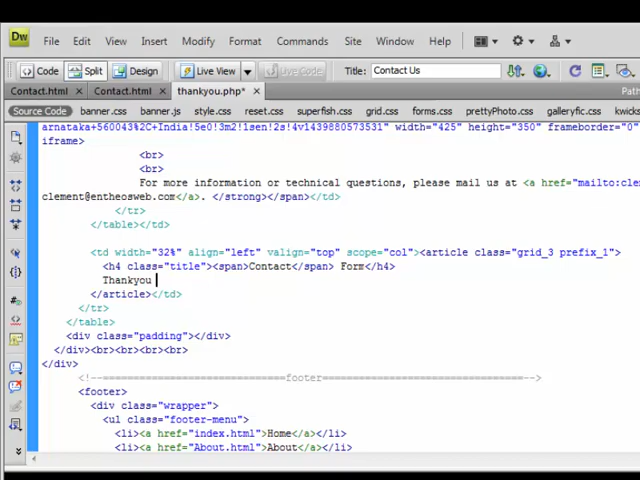 Dw File Edit View Insert Modify Format Commands Site Window Help
Code Split Design Live View Live Code Title: Contact Us
Contact.html × Contact.html × thankyou.php* × Path
Source Code banner.css banner.js style.css reset.css superfish.css grid.css forms.css prettyPhoto.css galleryfic.css kwicks
arnataka+560043%2C+India!5e0!3m2!1sen!2s!4v1439880573531" width="425" height="350" frameborder="0"
iframe>
<br>
<br>
For more information or technical questions, please mail us at <a href="mailto:cle
clement@entheosweb.com</a>. </strong></span></td>
</tr>
</table></td>
<td width="32%" align="left" valign="top" scope="col"><article class="grid_3 prefix_1">
<h4 class="title"><span>Contact</span> Form</h4>
Thankyou
</article></td>
</tr>
</table>
<div class="padding"></div>
</div><br><br><br><br>
</div>
<!--==============================footer=================================-->
<footer>
<div class="wrapper">
<ul class="footer-menu">
<li><a href="index.html">Home</a></li>
<li><a href="About.html">About</a></li>